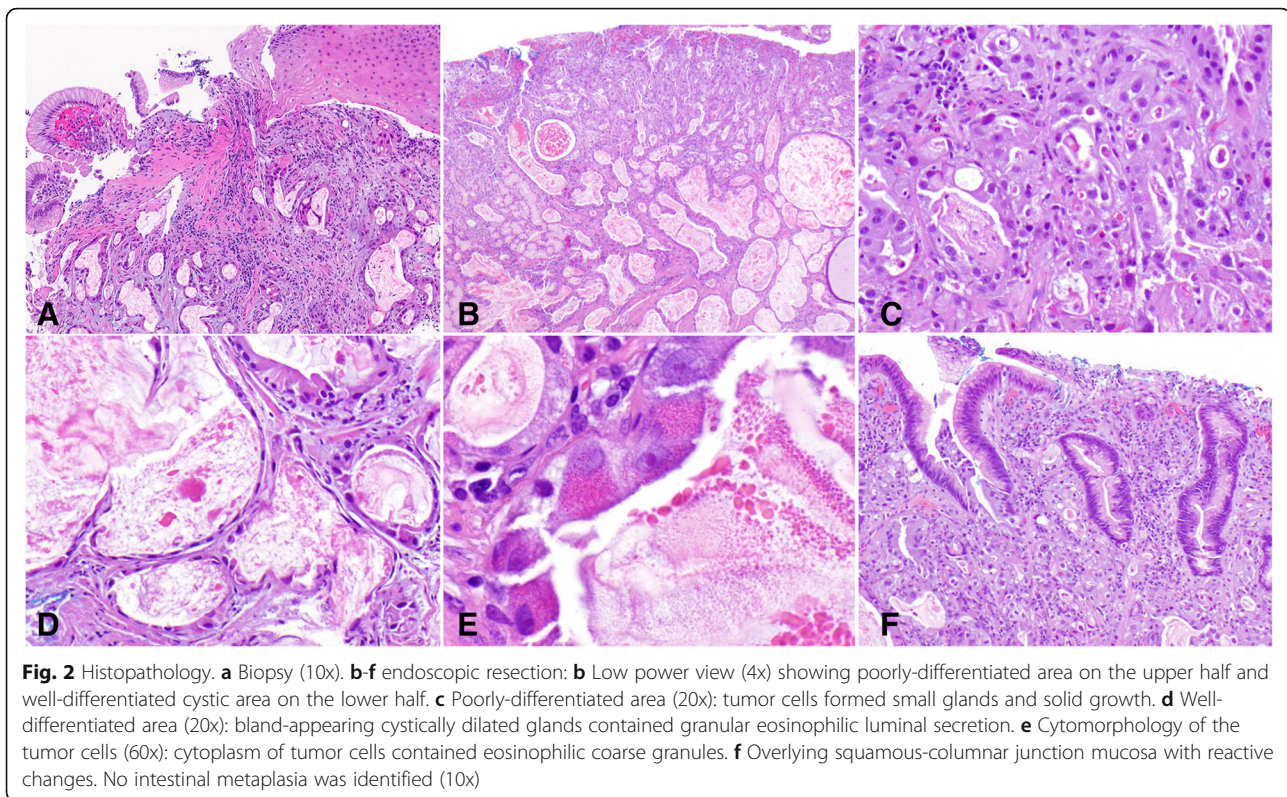 A
B
C
D
E
F
Fig. 2 Histopathology. a Biopsy (10x). b-f endoscopic resection: b Low power view (4x) showing poorly-differentiated area on the upper half and
well-differentiated cystic area on the lower half. c Poorly-differentiated area (20x): tumor cells formed small glands and solid growth. d Well-
differentiated area (20x): bland-appearing cystically dilated glands contained granular eosinophilic luminal secretion. e Cytomorphology of the
tumor cells (60x): cytoplasm of tumor cells contained eosinophilic coarse granules. f Overlying squamous-columnar junction mucosa with reactive
changes. No intestinal metaplasia was identified (10x)